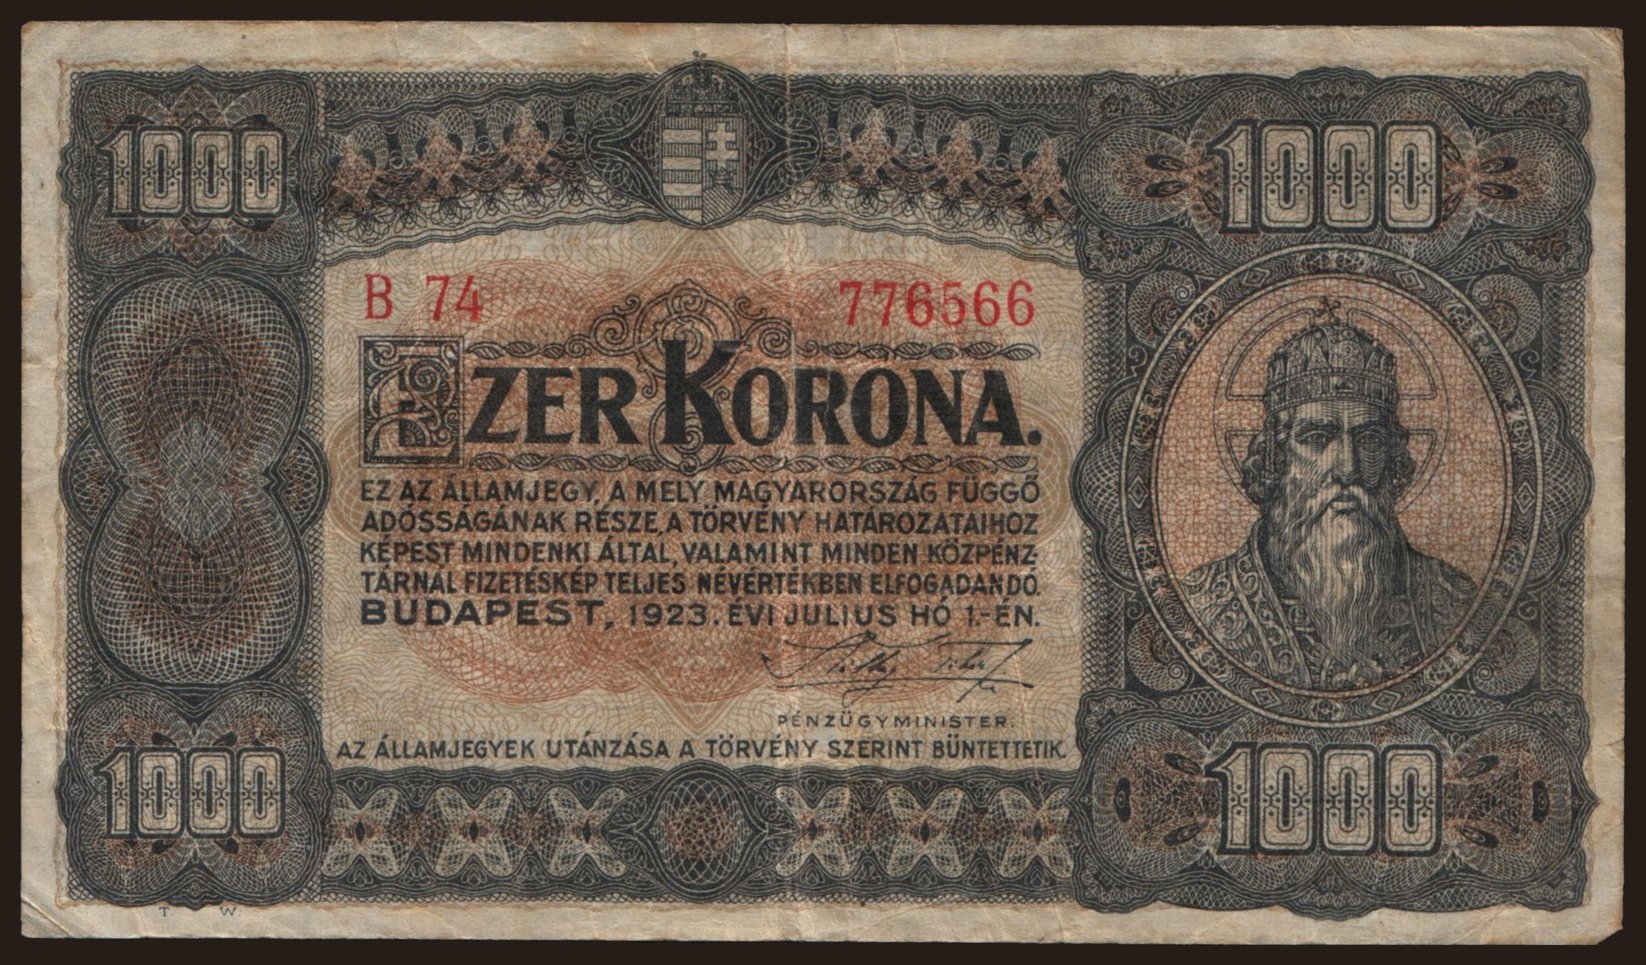 1000 1000
B 74 776566
EZER KORONA.
EZ AZ ÁLLAMJEGY, A MELY MAGYARORSZÁG FÜGGŐ
ADÓSSÁGÁNAK RÉSZE, A TÖRVÉNY HATÁROZATAIHOZ
KÉPEST MINDENKI ÁLTAL, VALAMINT MINDEN KÖZPÉNZ-
TÁRNÁL FIZETÉSKÉP TELJES NÉVÉRTÉKBEN ELFOGADANDÓ.
BUDAPEST, 1923. ÉVI JULIUS HÓ 1.-ÉN.
PÉNZÜGYMINISTER.
AZ ÁLLAMJEGYEK UTÁNZÁSA A TÖRVÉNY SZERINT BÜNTETTETIK.
1000 1000
T. W.